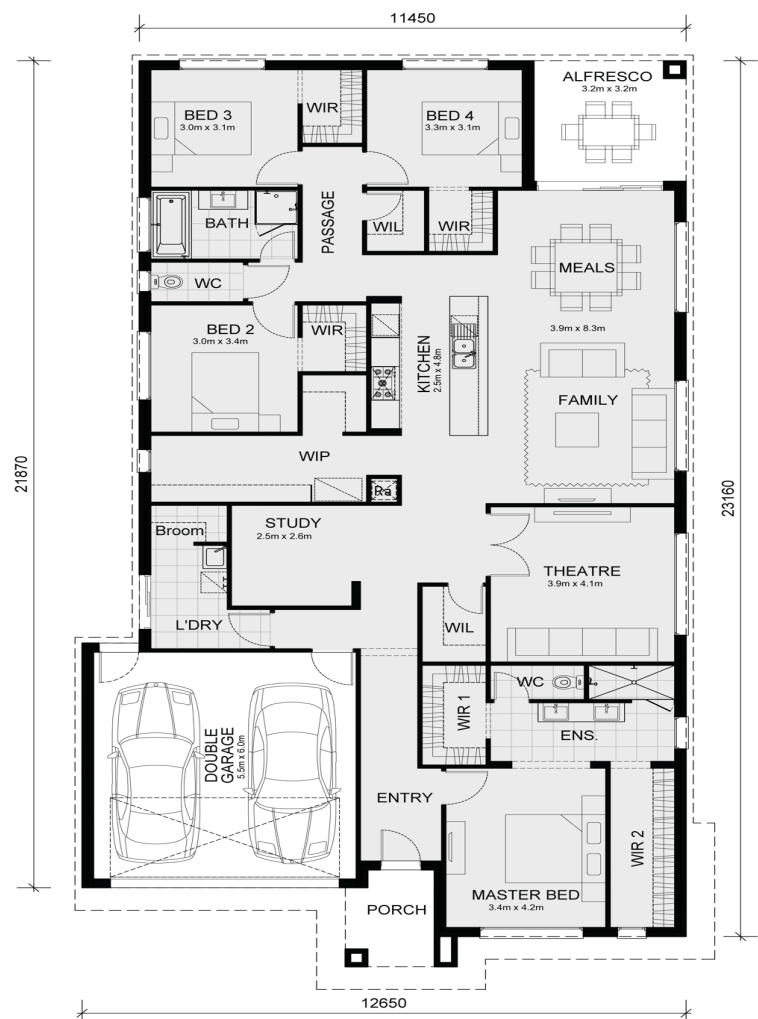 11450
ALFRESCO
3.2m x 3.2m
BED 3
3.0m x 3.1m
WIR
BED 4
3.3m x 3.1m
PASSAGE
BATH
WIL
WIR
MEALS
WC
3.9m x 8.3m
BED 2
3.0m x 3.4m
WIR
KITCHEN
2.5m x 4.8m
FAMILY
WIP
21870
23160
Ra
STUDY
2.5m x 2.6m
Broom
THEATRE
3.9m x 4.1m
L'DRY
WIL
WC
WIR 1
ENS.
DOUBLE
GARAGE
5.5m x 6.0m
ENTRY
WIR 2
MASTER BED
3.4m x 4.2m
PORCH
12650